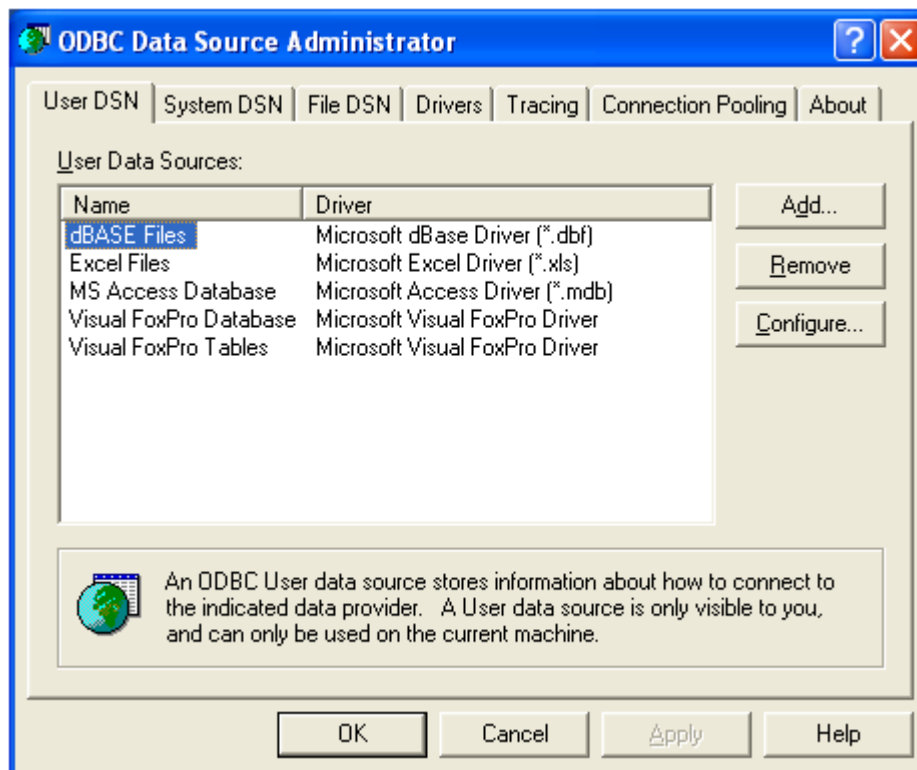 ODBC Data Source Administrator
User DSN System DSN File DSN Drivers Tracing Connection Pooling About
User Data Sources:
Name Driver
dBASE Files Microsoft dBase Driver (*.dbf)
Excel Files Microsoft Excel Driver (*.xls)
MS Access Database Microsoft Access Driver (*.mdb)
Visual FoxPro Database Microsoft Visual FoxPro Driver
Visual FoxPro Tables Microsoft Visual FoxPro Driver
Add...
Remove
Configure...
An ODBC User data source stores information about how to connect to
the indicated data provider. A User data source is only visible to you,
and can only be used on the current machine.
OK Cancel Apply Help